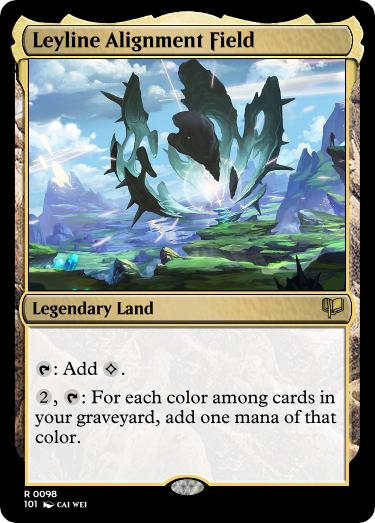 Leyline Alignment Field
Legendary Land
: Add .
2, : For each color among cards in
your graveyard, add one mana of that
color.
R 0098
101 CAI WEI